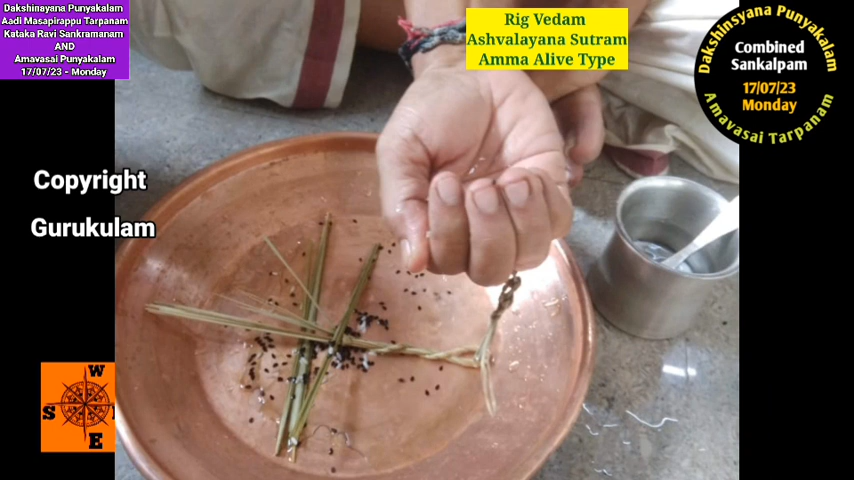 Dakshinayana Punyakalam
Aadi Masapirappu Tarpanam
Kataka Ravi Sankramanam
AND
Amavasai Punyakalam
17/07/23 - Monday
Rig Vedam
Ashvalayana Sutram
Amma Alive Type
Dakshinsyana Punyakalam
Combined
Sankalpam
17/07/23
Monday
Amavasai Tarpanam
Copyright
Gurukulam
W
S
E